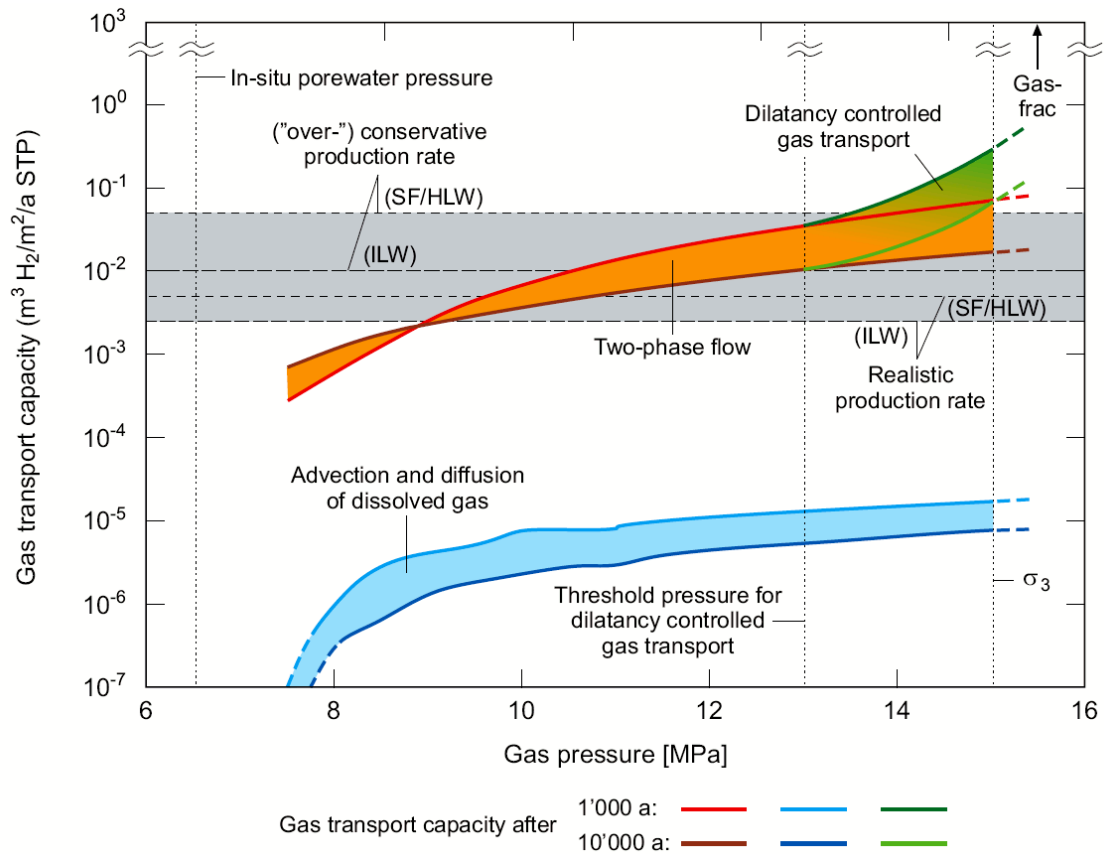 10³
10⁰
10⁻¹
10⁻²
10⁻³
10⁻⁴
10⁻⁵
10⁻⁶
10⁻⁷
Gas transport capacity (m³ H₂/m²/a STP)
In-situ porewater pressure
("over-") conservative
production rate
(SF/HLW)
(ILW)
Dilatancy controlled
gas transport
Gas-
frac
Two-phase flow
(SF/HLW)
(ILW)
Realistic
production rate
Advection and diffusion
of dissolved gas
Threshold pressure for
dilatancy controlled
gas transport
σ₃
6 8 10 12 14 16
Gas pressure [MPa]
Gas transport capacity after
1'000 a:
10'000 a: